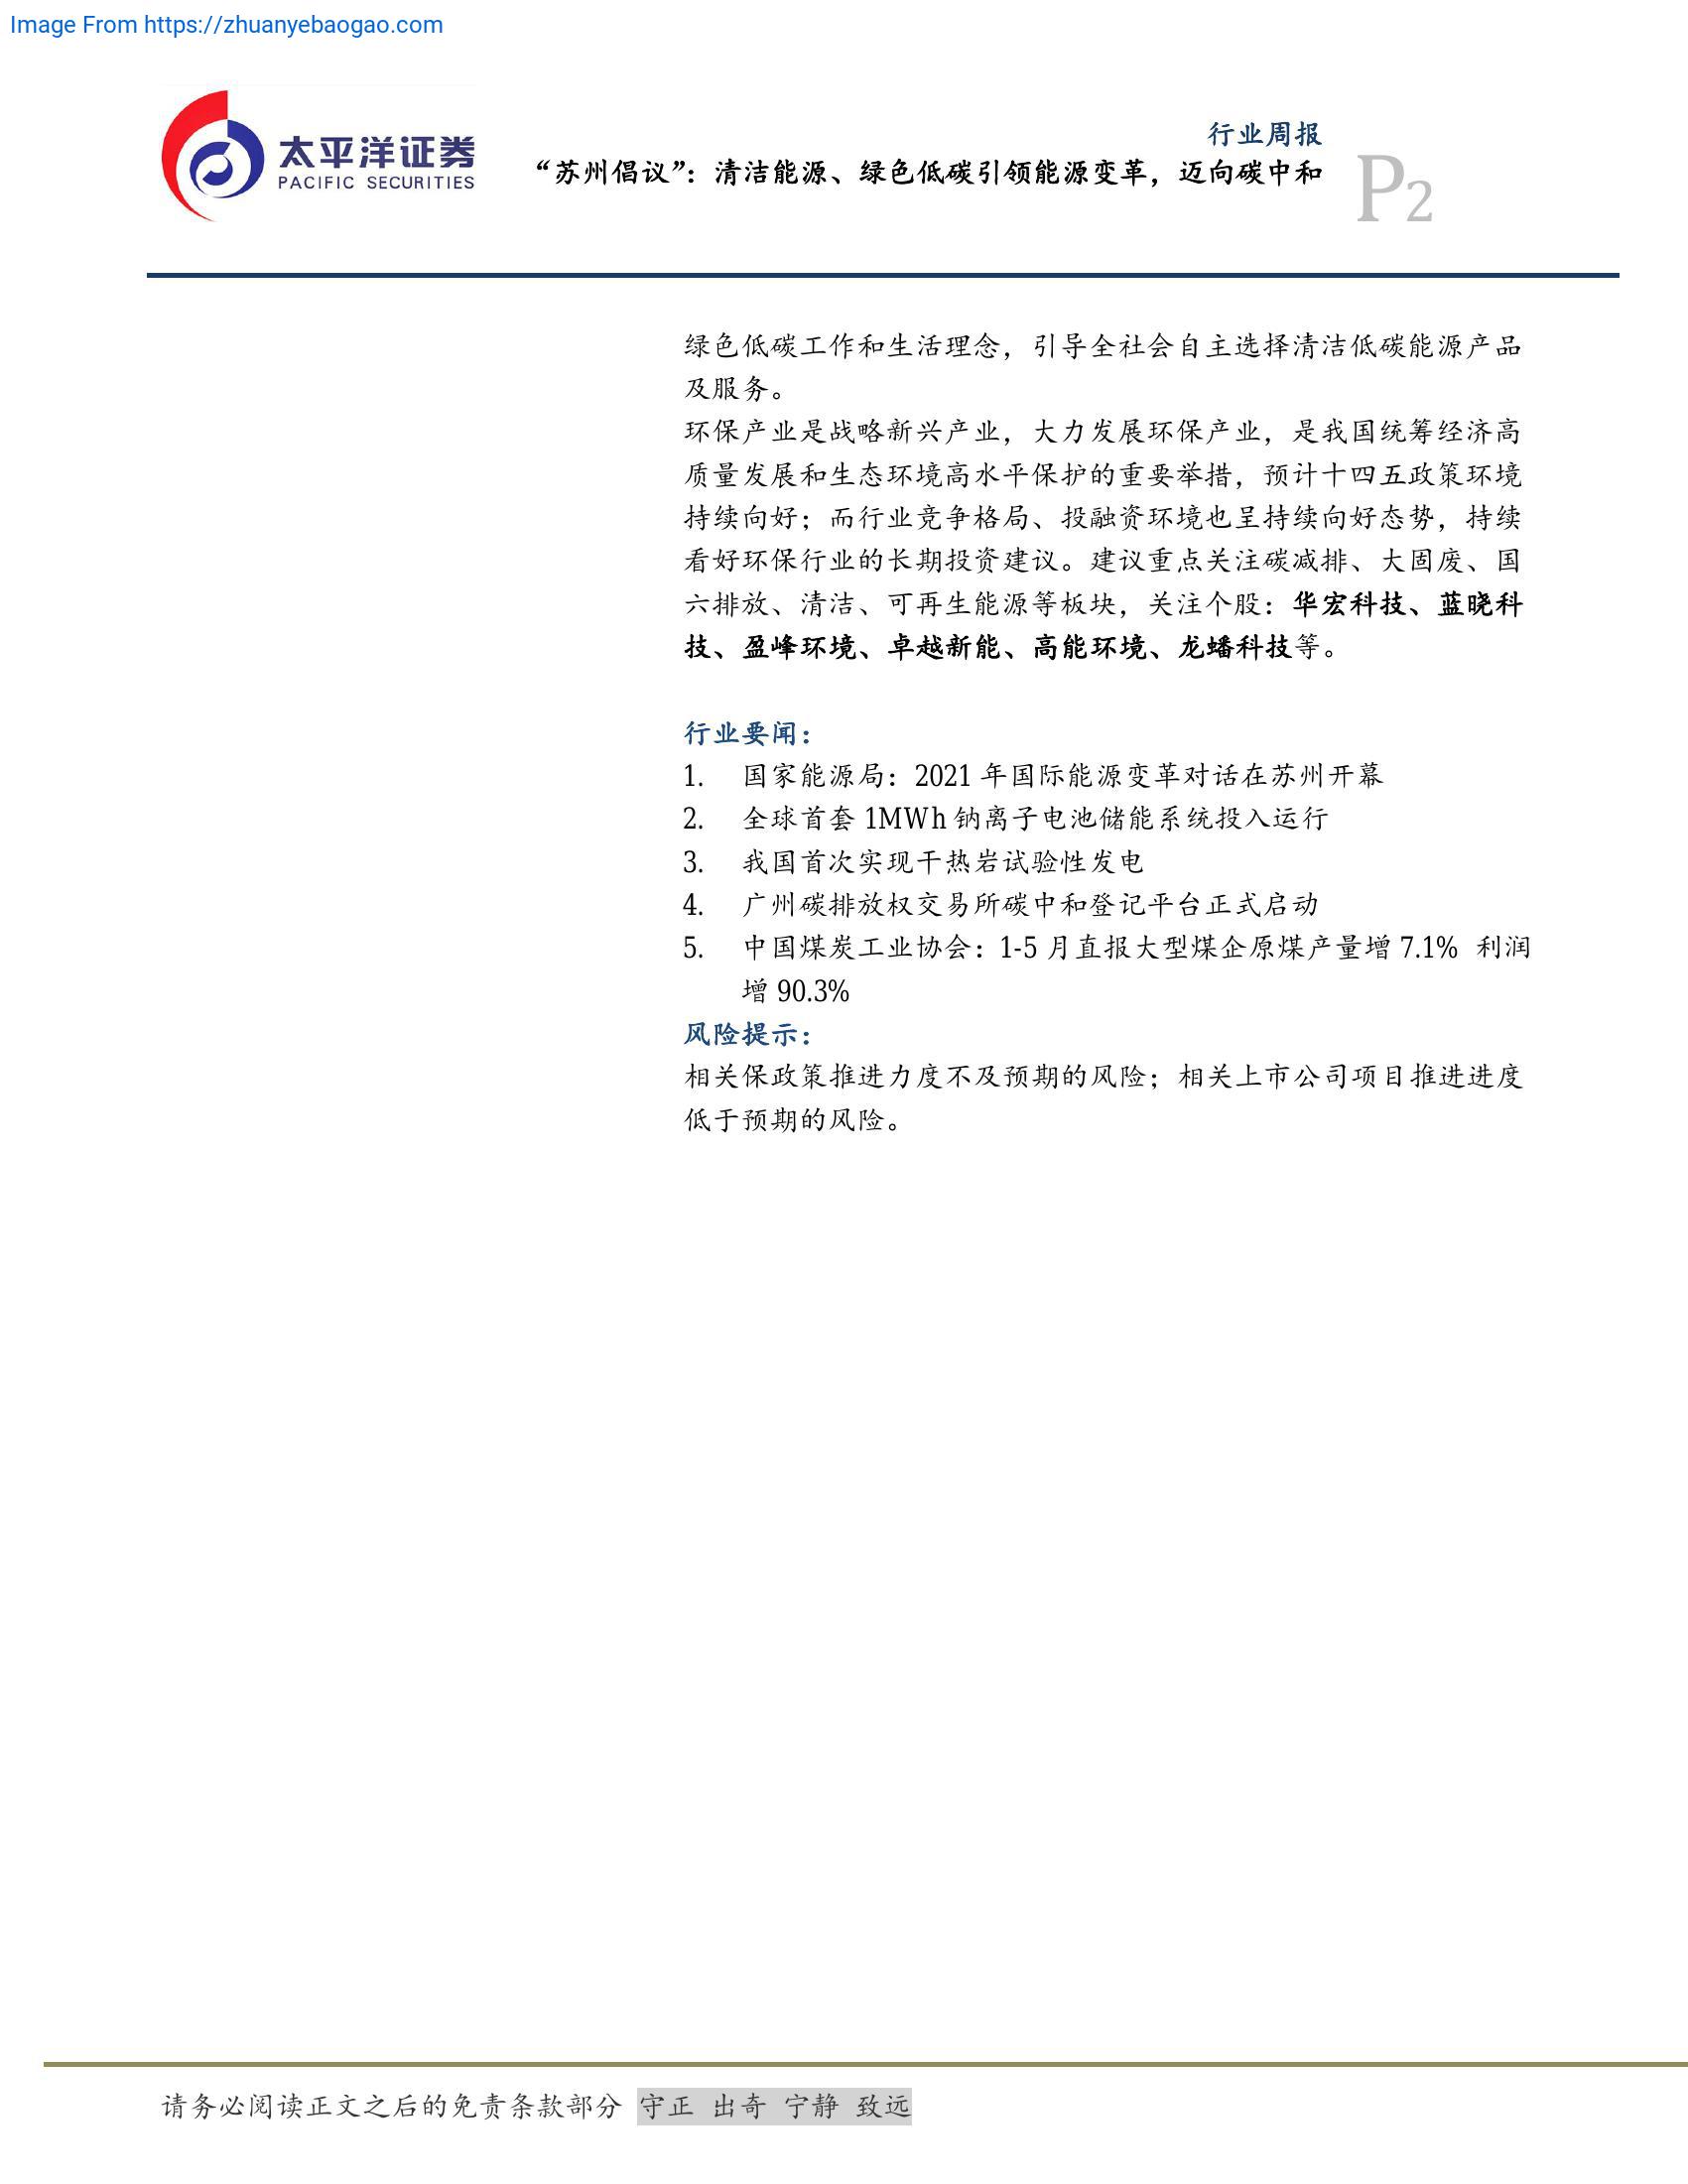 Image From https://zhuanyebaogao.com
太平洋证券
PACIFIC SECURITIES
行业周报
“苏州倡议”：清洁能源、绿色低碳引领能源变革，迈向碳中和
P2
绿色低碳工作和生活理念，引导全社会自主选择清洁低碳能源产品
及服务。
环保产业是战略新兴产业，大力发展环保产业，是我国统筹经济高
质量发展和生态环境高水平保护的重要举措，预计十四五政策环境
持续向好；而行业竞争格局、投融资环境也呈持续向好态势，持续
看好环保行业的长期投资建议。建议重点关注碳减排、大固废、国
六排放、清洁、可再生能源等板块，关注个股：华宏科技、蓝晓科
技、盈峰环境、卓越新能、高能环境、龙蟠科技等。
行业要闻：
1. 国家能源局：2021 年国际能源变革对话在苏州开幕
2. 全球首套 1MWh 钠离子电池储能系统投入运行
3. 我国首次实现干热岩试验性发电
4. 广州碳排放权交易所碳中和登记平台正式启动
5. 中国煤炭工业协会：1-5 月直报大型煤企原煤产量增 7.1% 利润
增 90.3%
风险提示：
相关保政策推进力度不及预期的风险；相关上市公司项目推进进度
低于预期的风险。
请务必阅读正文之后的免责条款部分 守正 出奇 宁静 致远